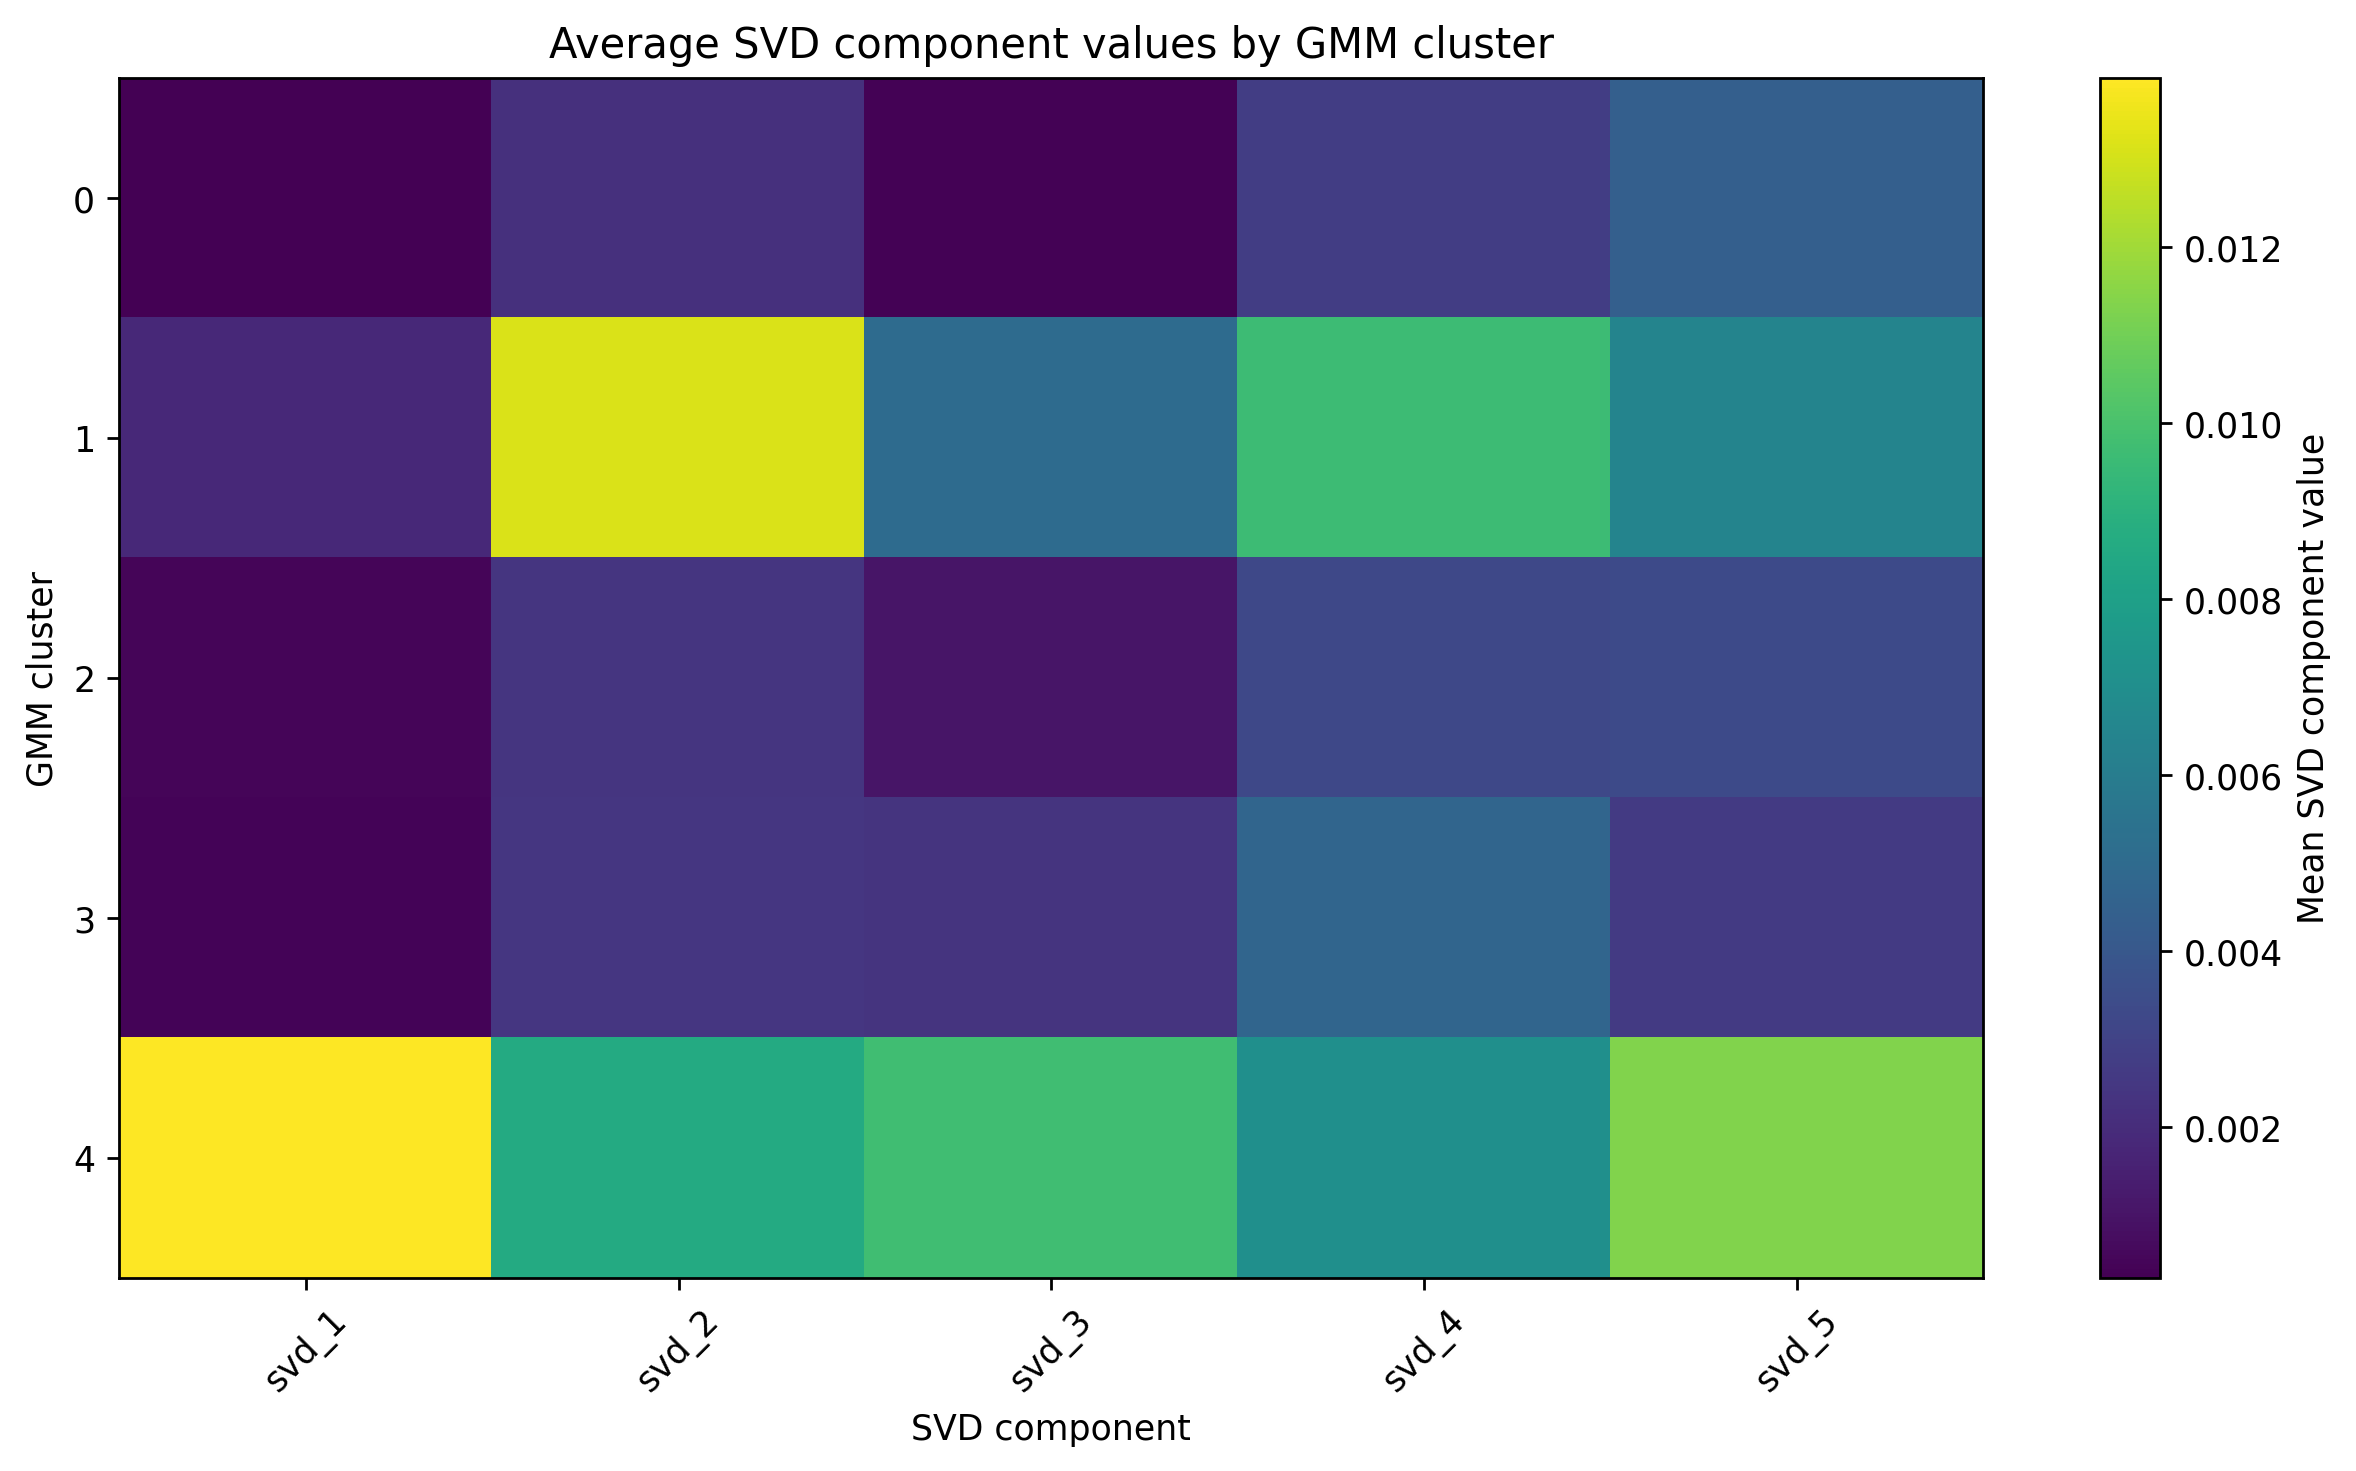 Average SVD component values by GMM cluster
GMM cluster
0
1
2
3
4
svd_1
svd_2
svd_3
svd_4
svd_5
SVD component
0.012
0.010
0.008
0.006
0.004
0.002
Mean SVD component value